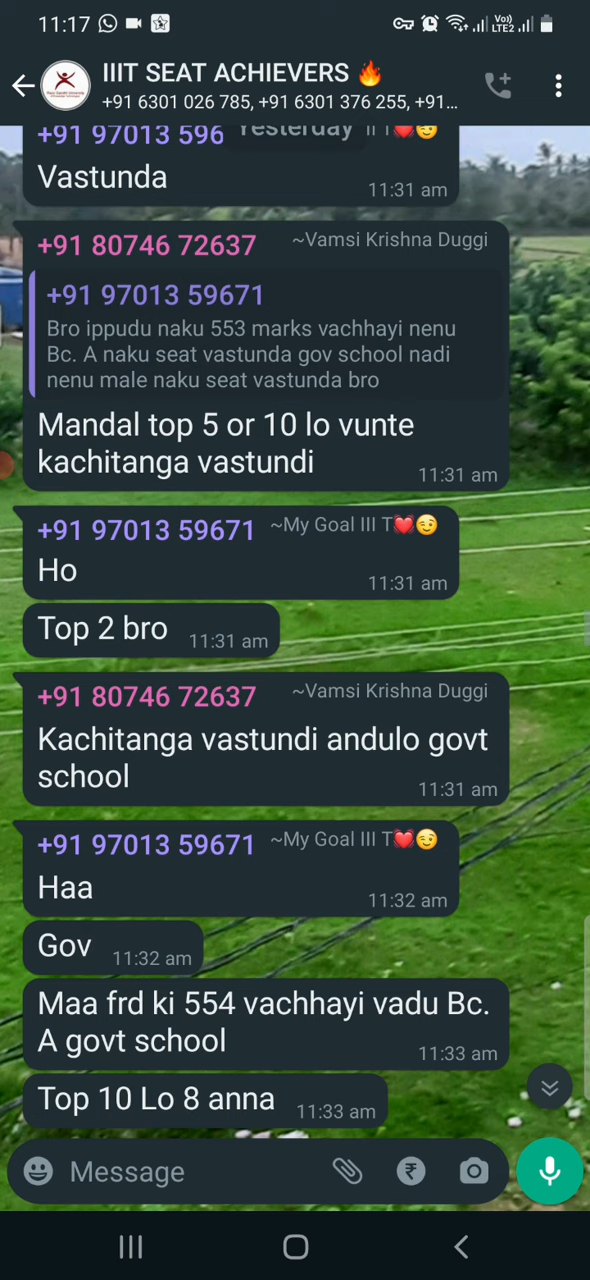 11:17
Vo)
LTE2
IIIT SEAT ACHIEVERS 🔥
+91 6301 026 785, +91 6301 376 255, +91...
+91 97013 596
Yesterday
Vastunda
11:31 am
+91 80746 72637 ~Vamsi Krishna Duggi
+91 97013 59671
Bro ippudu naku 553 marks vachhayi nenu
Bc. A naku seat vastunda gov school nadi
nenu male naku seat vastunda bro
Mandal top 5 or 10 lo vunte
kachitanga vastundi
11:31 am
+91 97013 59671 ~My Goal III T💓😉
Ho
11:31 am
Top 2 bro 11:31 am
+91 80746 72637 ~Vamsi Krishna Duggi
Kachitanga vastundi andulo govt
school
11:31 am
+91 97013 59671 ~My Goal III T💓😉
Haa
11:32 am
Gov 11:32 am
Maa frd ki 554 vachhayi vadu Bc.
A govt school
11:33 am
Top 10 Lo 8 anna 11:33 am
Message